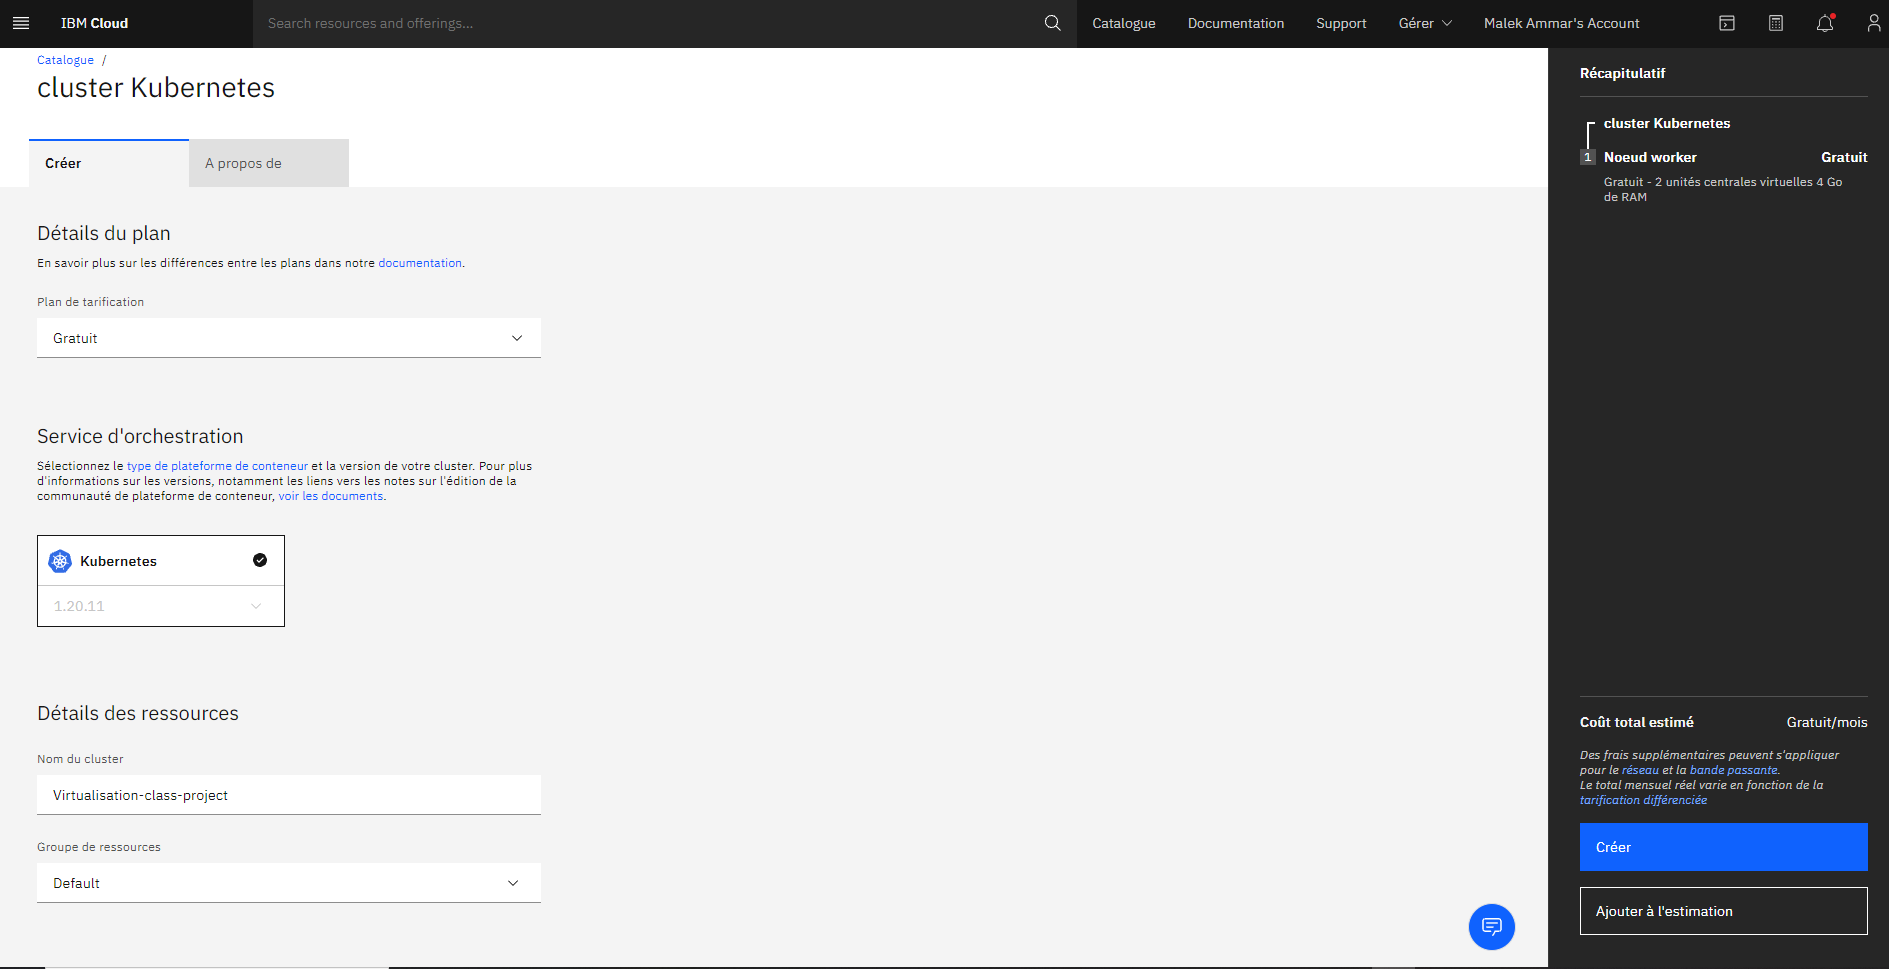 IBM Cloud
Search resources and offerings...
Catalogue
Documentation
Support
Gérer
Malek Ammar's Account
Catalogue /
cluster Kubernetes
Créer
A propos de
Détails du plan
En savoir plus sur les différences entre les plans dans notre documentation.
Plan de tarification
Gratuit
Service d'orchestration
Sélectionnez le type de plateforme de conteneur et la version de votre cluster. Pour plus
d'informations sur les versions, notamment les liens vers les notes sur l'édition de la
communauté de plateforme de conteneur, voir les documents.
Kubernetes
1.20.11
Détails des ressources
Nom du cluster
Virtualisation-class-project
Groupe de ressources
Default
Récapitulatif
cluster Kubernetes
1 Noeud worker Gratuit
Gratuit - 2 unités centrales virtuelles 4 Go
de RAM
Coût total estimé Gratuit/mois
Des frais supplémentaires peuvent s'appliquer
pour le réseau et la bande passante.
Le total mensuel réel varie en fonction de la
tarification différenciée
Créer
Ajouter à l'estimation